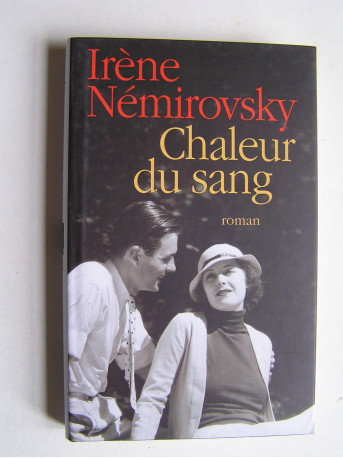 Irène
Némirovsky
Chaleur
du sang
roman